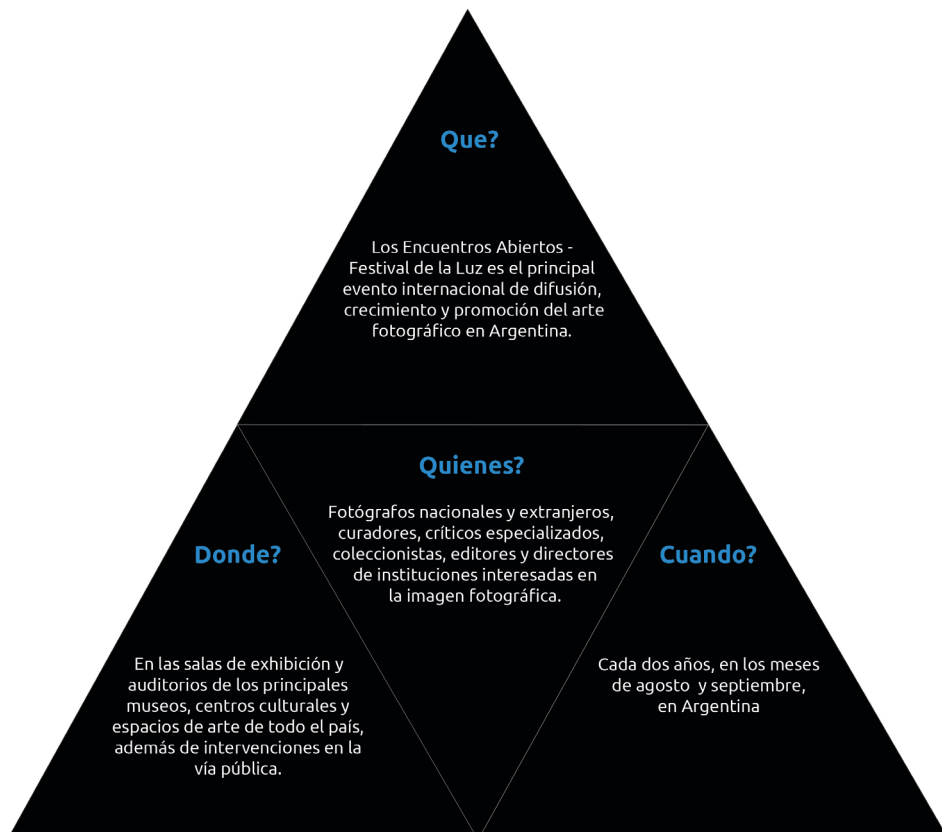 Que?
Los Encuentros Abiertos -
Festival de la Luz es el principal
evento internacional de difusión,
crecimiento y promoción del arte
fotográfico en Argentina.
Quienes?
Fotógrafos nacionales y extranjeros,
curadores, críticos especializados,
coleccionistas, editores y directores
de instituciones interesadas en
la imagen fotográfica.
Donde?
En las salas de exhibición y
auditorios de los principales
museos, centros culturales y
espacios de arte de todo el país,
además de intervenciones en la
vía pública.
Cuando?
Cada dos años, en los meses
de agosto y septiembre,
en Argentina